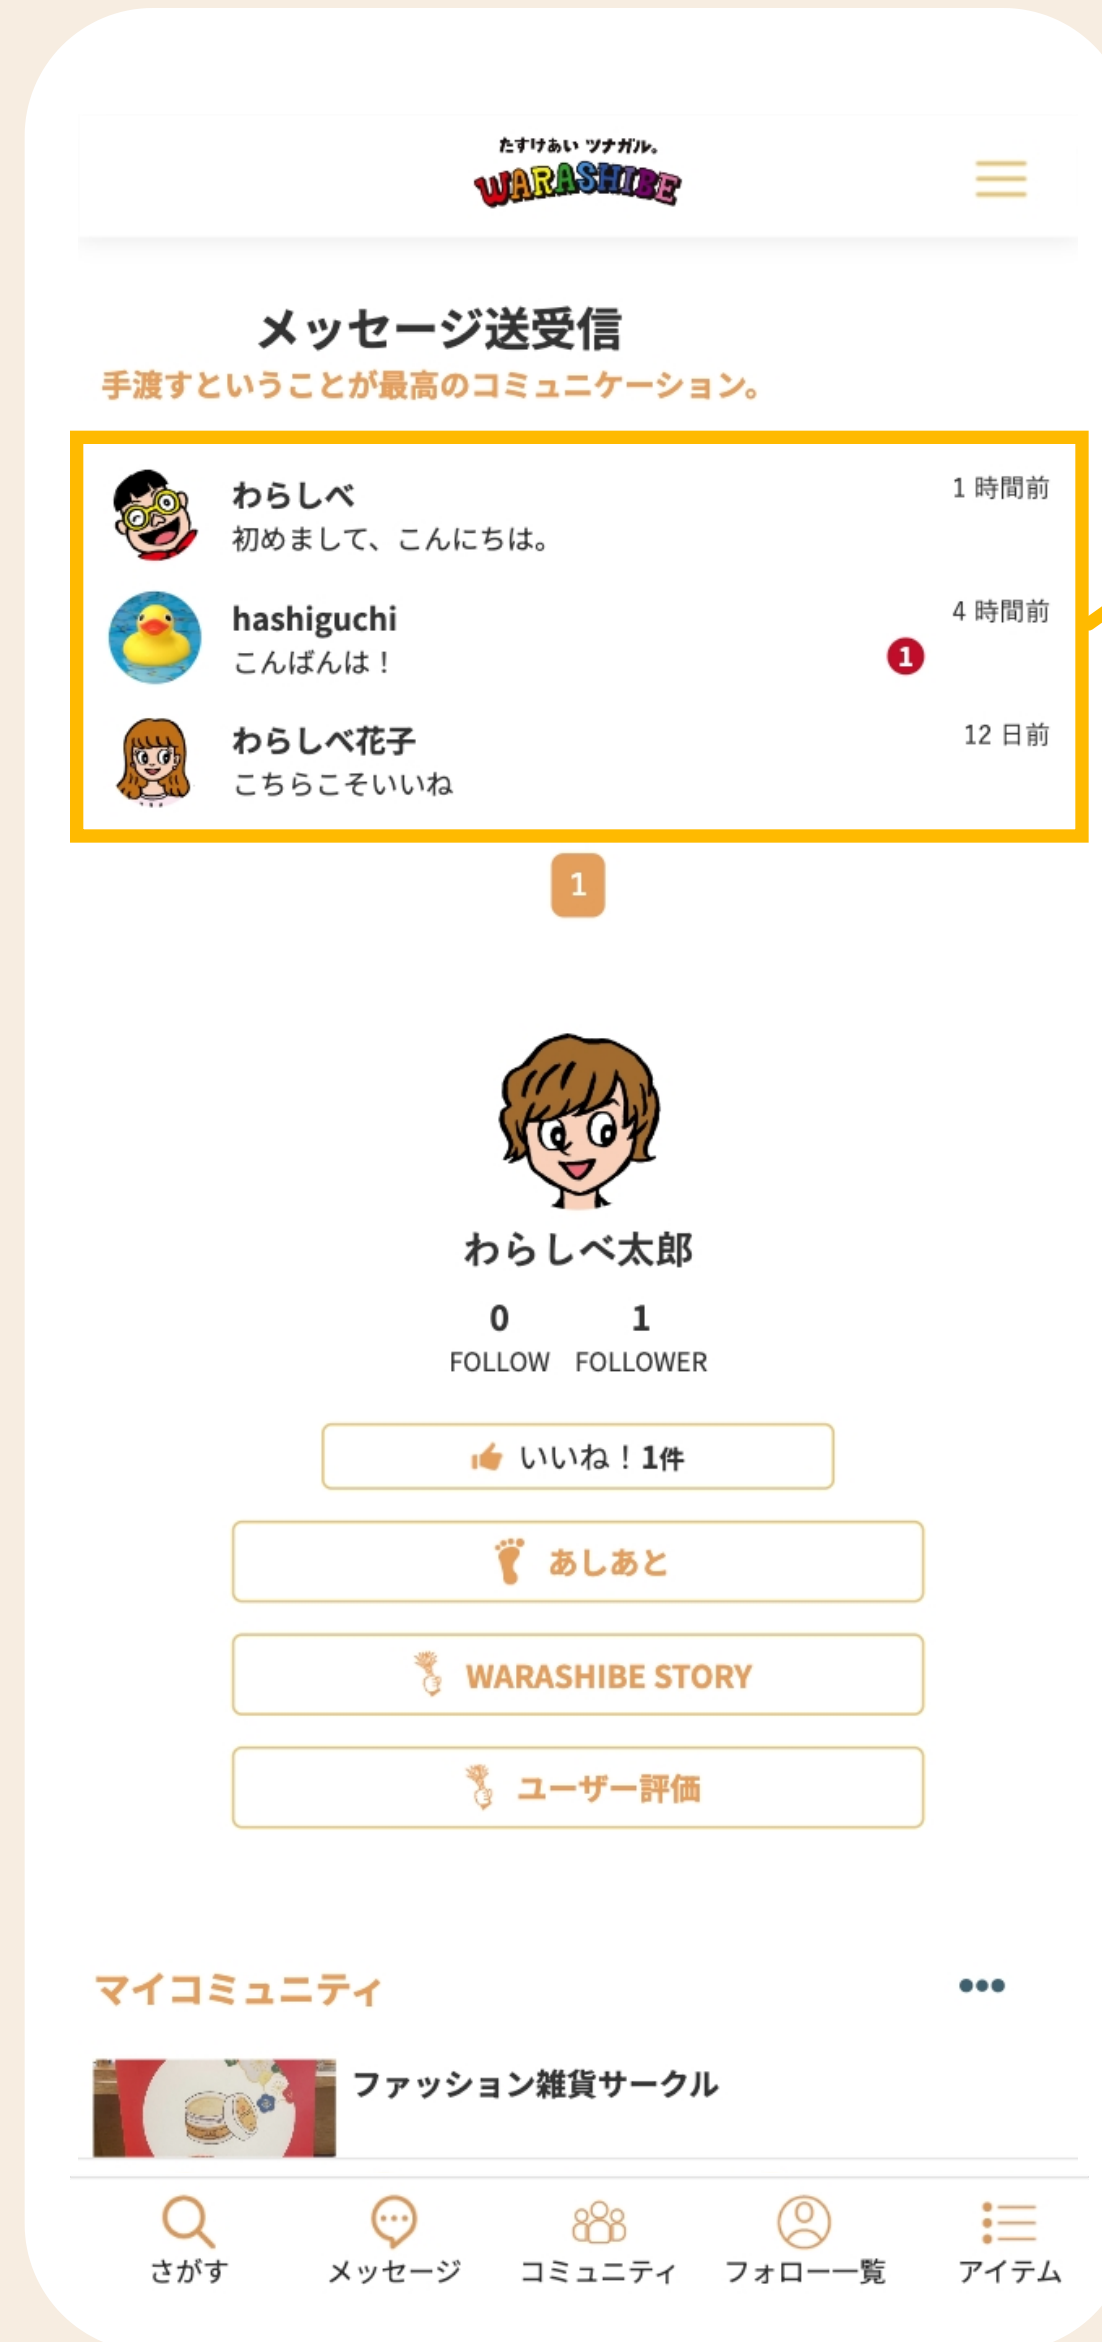 たすけあい ツナガル。
WARASHIBE
メッセージ送受信
手渡すということが最高のコミュニケーション。
わらしべ
1 時間前
初めまして、こんにちは。
hashiguchi
4 時間前
こんばんは！
1
わらしべ花子
12 日前
こちらこそいいね
1
わらしべ太郎
0 1
FOLLOW FOLLOWER
いいね！1件
あしあと
WARASHIBE STORY
ユーザー評価
マイコミュニティ
ファッション雑貨サークル
さがす メッセージ コミュニティ フォロー一覧 アイテム